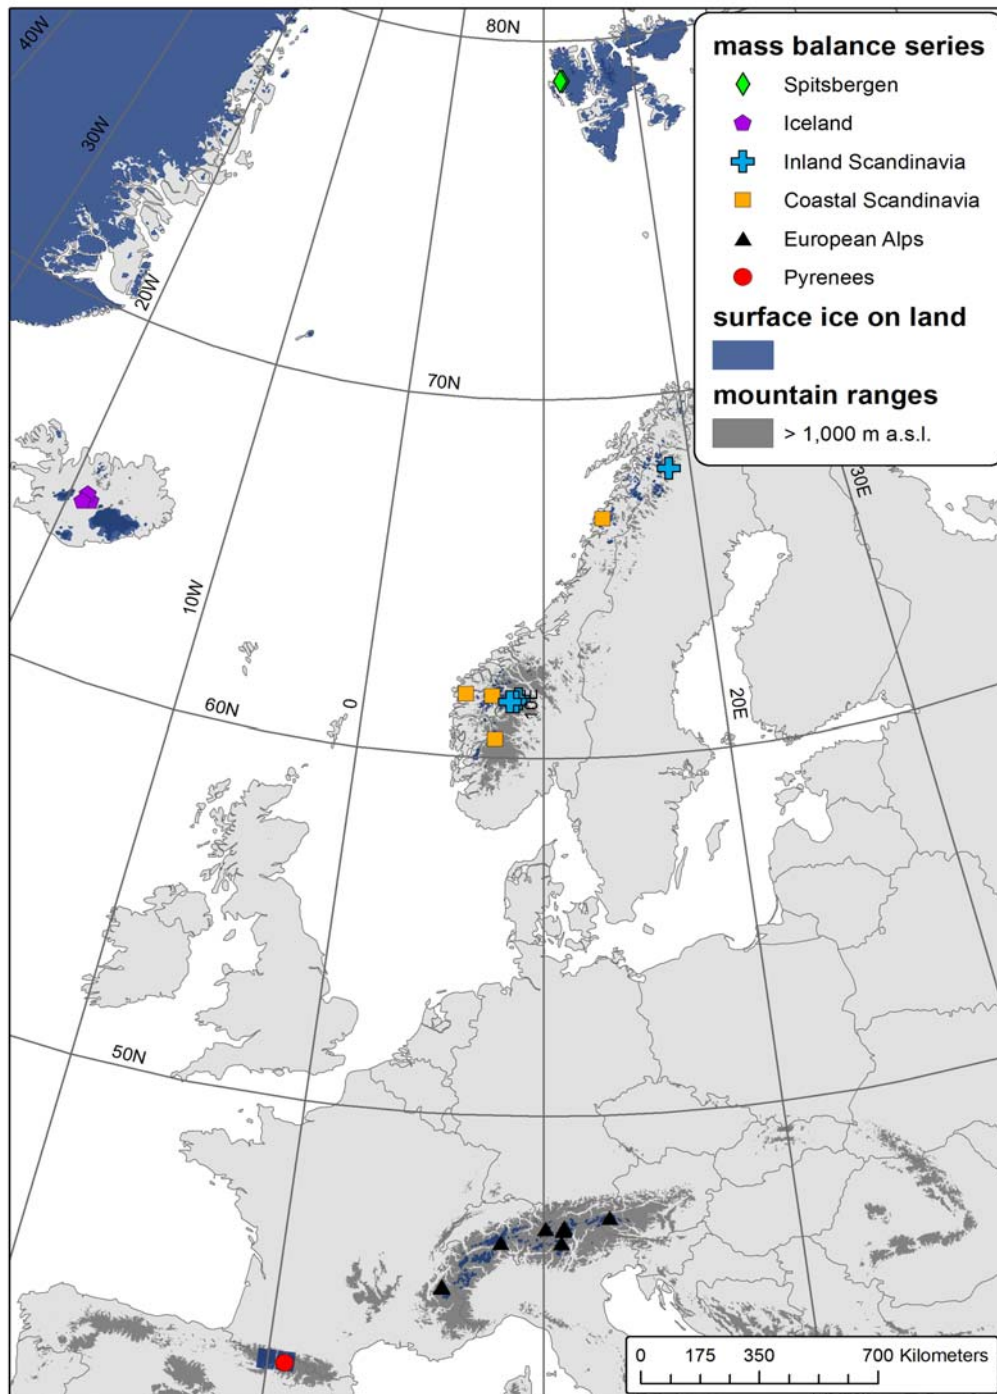 40W
80N
mass balance series
Spitsbergen
Iceland
Inland Scandinavia
Coastal Scandinavia
European Alps
Pyrenees
surface ice on land
mountain ranges
> 1,000 m a.s.l.
30W
20W
70N
30E
10W
60N
0
10E
20E
50N
0 175 350 700 Kilometers